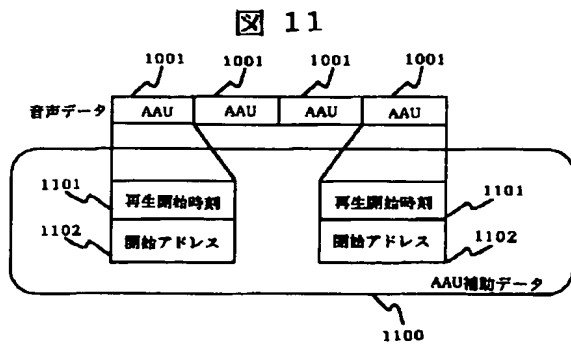 図 11
1001 1001 1001 1001
音声データ AAU AAU AAU AAU
1101 再生開始時刻 再生開始時刻 1101
1102 開始アドレス 開始アドレス 1102
AAU補助データ
1100